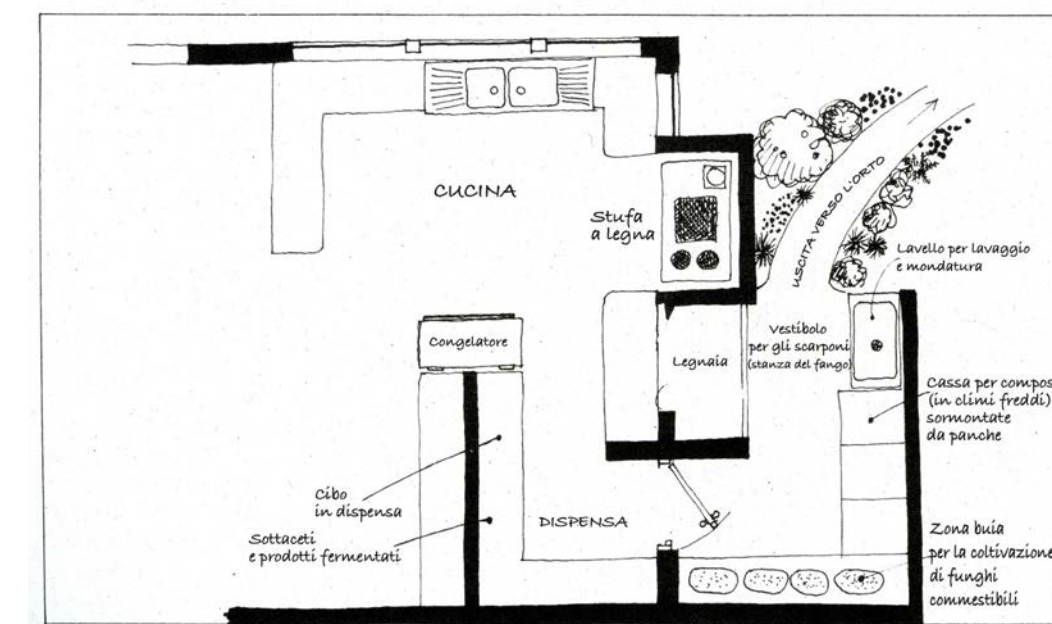 CUCINA
Stufa
a legna
USCITA VERSO L'ORTO
Lavello per lavaggio
e mondatura
Congelatore
Legnaia
Vestibolo
per gli scarponi
(stanza del fango)
Cassa per compos
(in climi freddi)
sormontate
da panche
Cibo
in dispensa
Sottaceti
e prodotti fermentati
DISPENSA
Zona buia
per la coltivazione
di funghi
commestibili